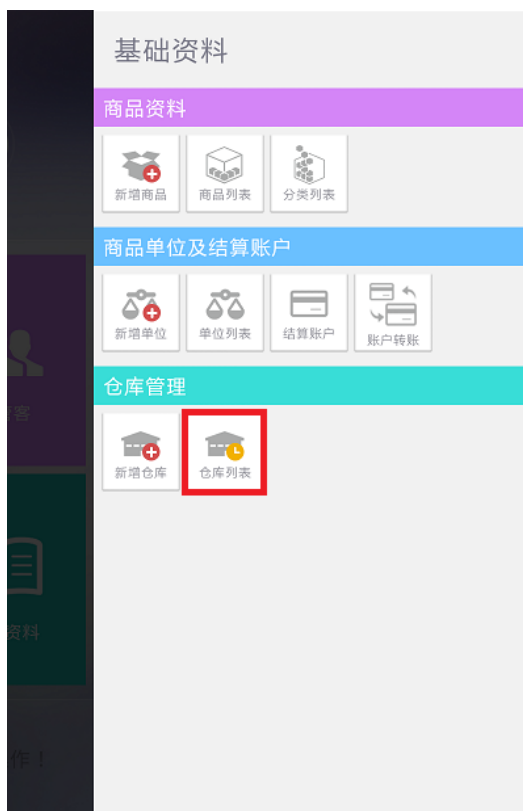 基础资料
商品资料
新增商品 商品列表 分类列表
商品单位及结算账户
新增单位 单位列表 结算账户 账户转账
仓库管理
新增仓库 仓库列表
客
资料
作！